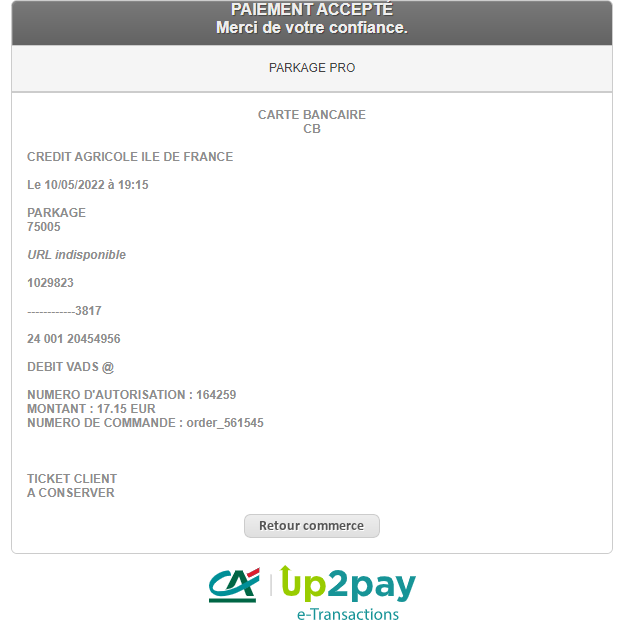 PAIEMENT ACCEPTÉ
Merci de votre confiance.
PARKAGE PRO
CARTE BANCAIRE
CB
CREDIT AGRICOLE ILE DE FRANCE
Le 10/05/2022 à 19:15
PARKAGE
75005
URL indisponible
1029823
------------3817
24 001 20454956
DEBIT VADS @
NUMERO D'AUTORISATION : 164259
MONTANT : 17.15 EUR
NUMERO DE COMMANDE : order_561545
TICKET CLIENT
A CONSERVER
Retour commerce
CA | up2pay
e-Transactions